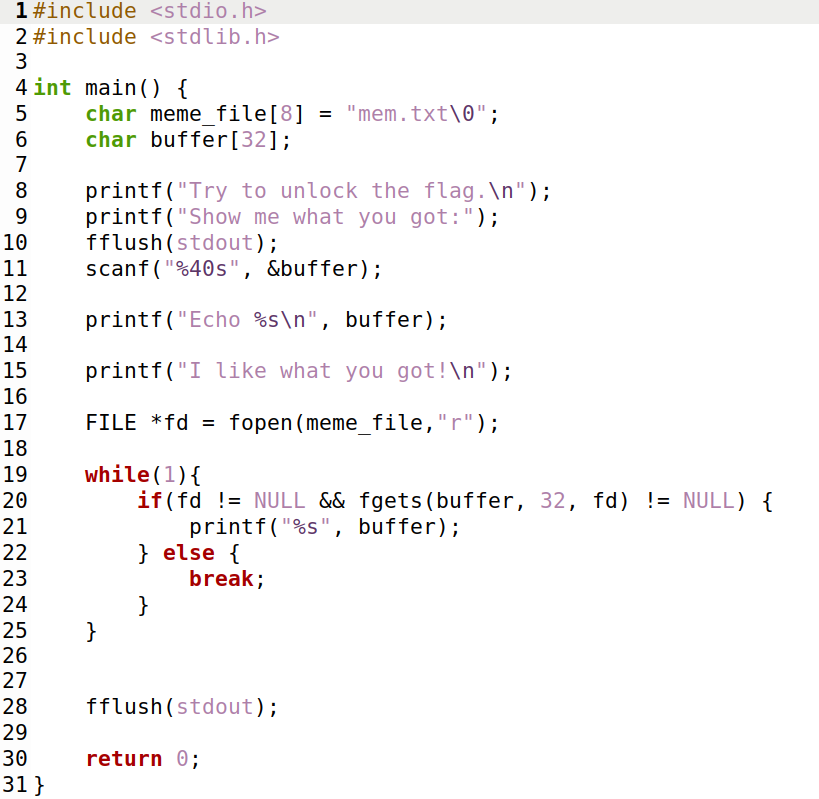 1 #include <stdio.h>
2 #include <stdlib.h>
3
4 int main() {
5     char meme_file[8] = "mem.txt\0";
6     char buffer[32];
7
8     printf("Try to unlock the flag.\n");
9     printf("Show me what you got:");
10     fflush(stdout);
11     scanf("%40s", &buffer);
12
13     printf("Echo %s\n", buffer);
14
15     printf("I like what you got!\n");
16
17     FILE *fd = fopen(meme_file,"r");
18
19     while(1){
20         if(fd != NULL && fgets(buffer, 32, fd) != NULL) {
21             printf("%s", buffer);
22         } else {
23             break;
24         }
25     }
26
27
28     fflush(stdout);
29
30     return 0;
31 }